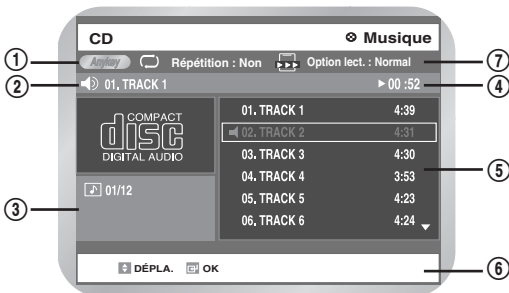 CD Musique
① Anykey Répétition : Non Option lect. : Normal ⑦
② 01. TRACK 1 00 :52 ④
COMPACT
disc
DIGITAL AUDIO
01. TRACK 1 4:39
02. TRACK 2 4:31
03. TRACK 3 4:30
04. TRACK 4 3:53
05. TRACK 5 4:23
06. TRACK 6 4:24
⑤
③ 01/12
DÉPLA. OK ⑥